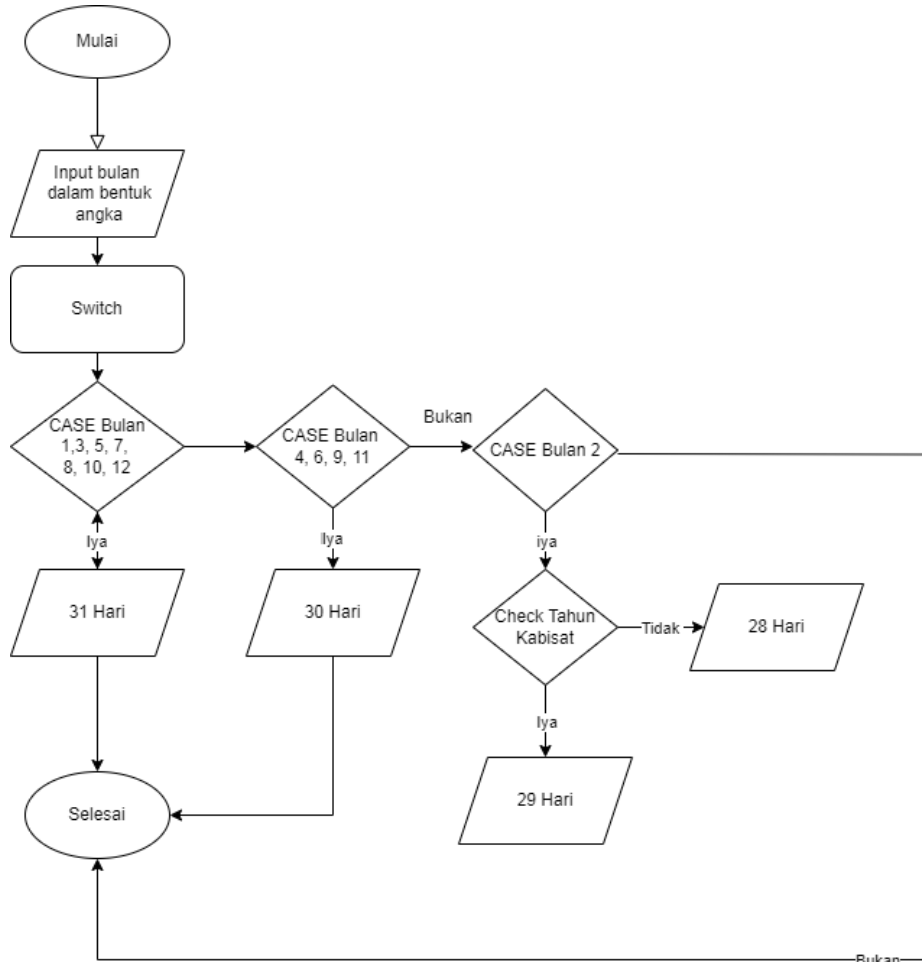 Mulai
Input bulan
dalam bentuk
angka
Switch
CASE Bulan
1,3, 5, 7,
8, 10, 12
CASE Bulan
4, 6, 9, 11
Bukan
CASE Bulan 2
Iya
Iya
iya
31 Hari
30 Hari
Check Tahun
Kabisat
Tidak
28 Hari
Iya
29 Hari
Selesai
Bukan